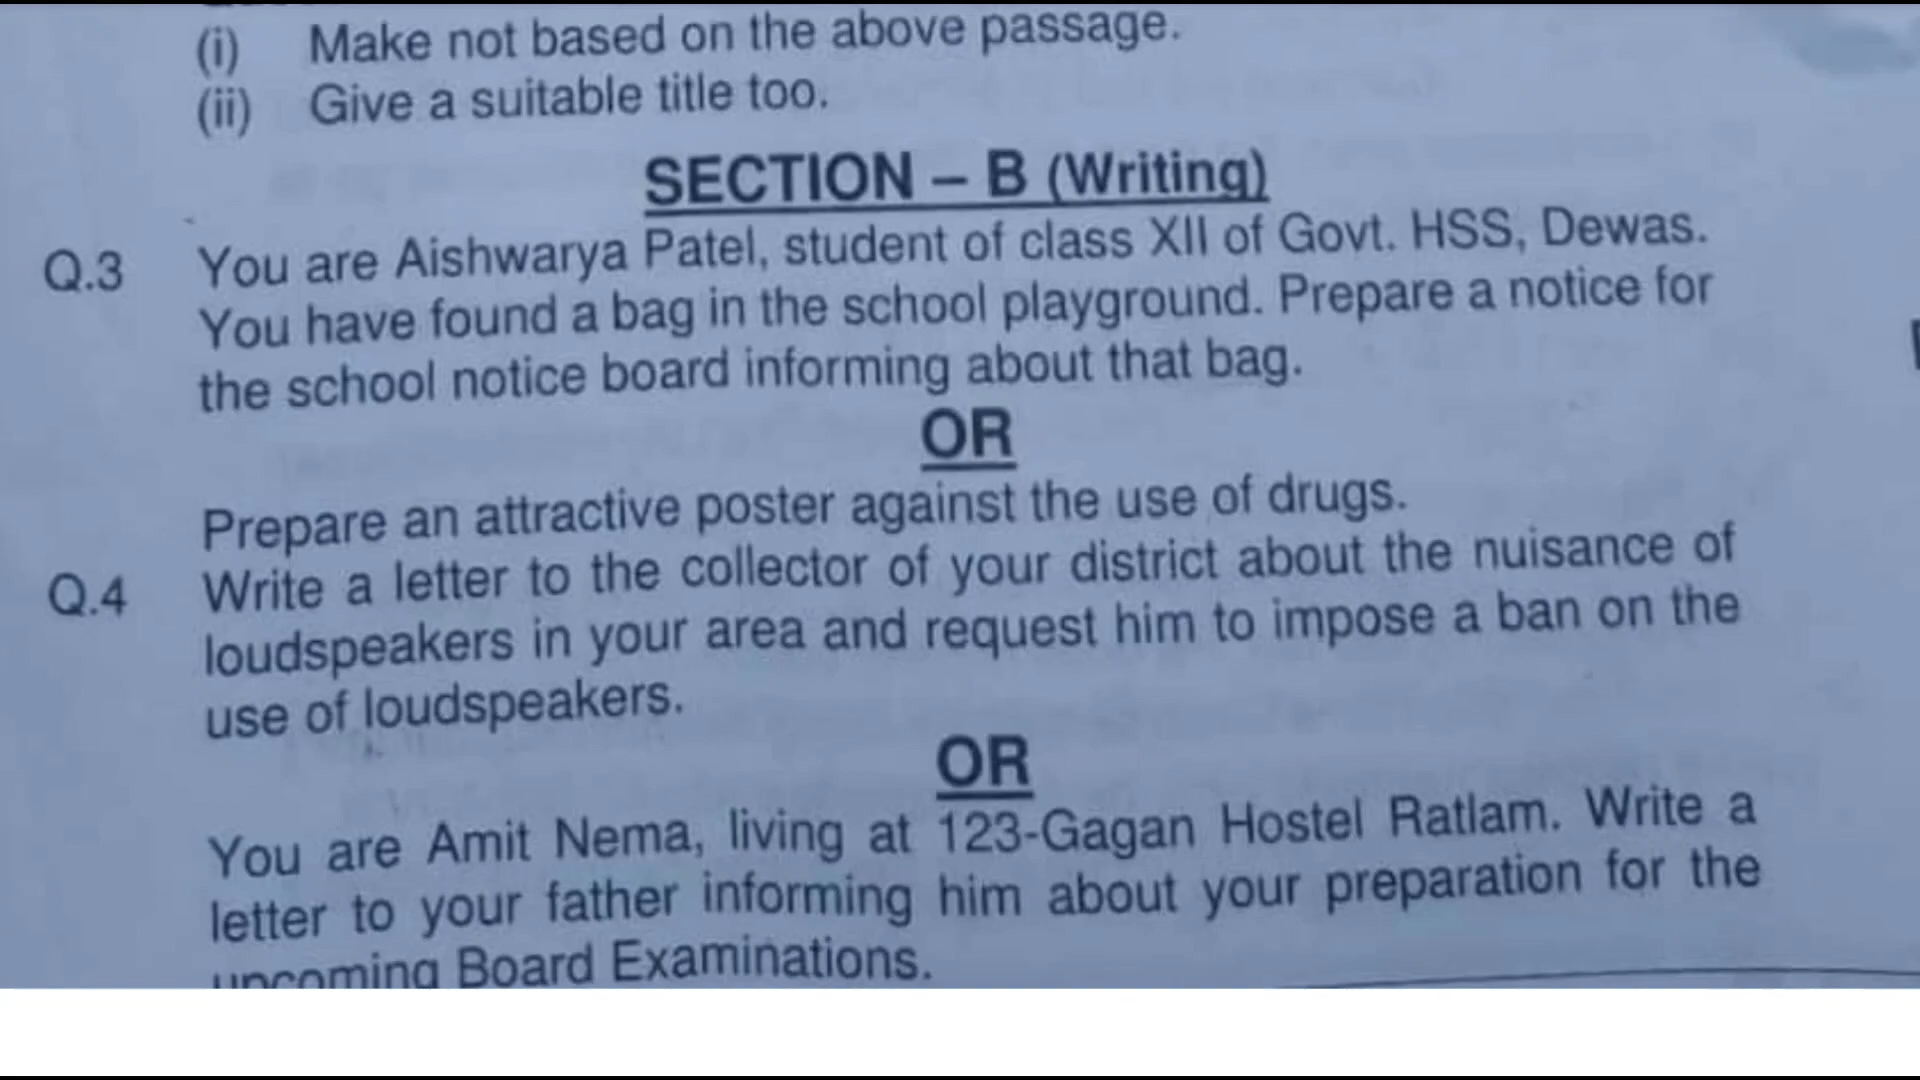 (i) Make not based on the above passage.
(ii) Give a suitable title too.
SECTION – B (Writing)
Q.3 You are Aishwarya Patel, student of class XII of Govt. HSS, Dewas.
You have found a bag in the school playground. Prepare a notice for
the school notice board informing about that bag.
OR
Prepare an attractive poster against the use of drugs.
Q.4 Write a letter to the collector of your district about the nuisance of
loudspeakers in your area and request him to impose a ban on the
use of loudspeakers.
OR
You are Amit Nema, living at 123-Gagan Hostel Ratlam. Write a
letter to your father informing him about your preparation for the
upcoming Board Examinations.